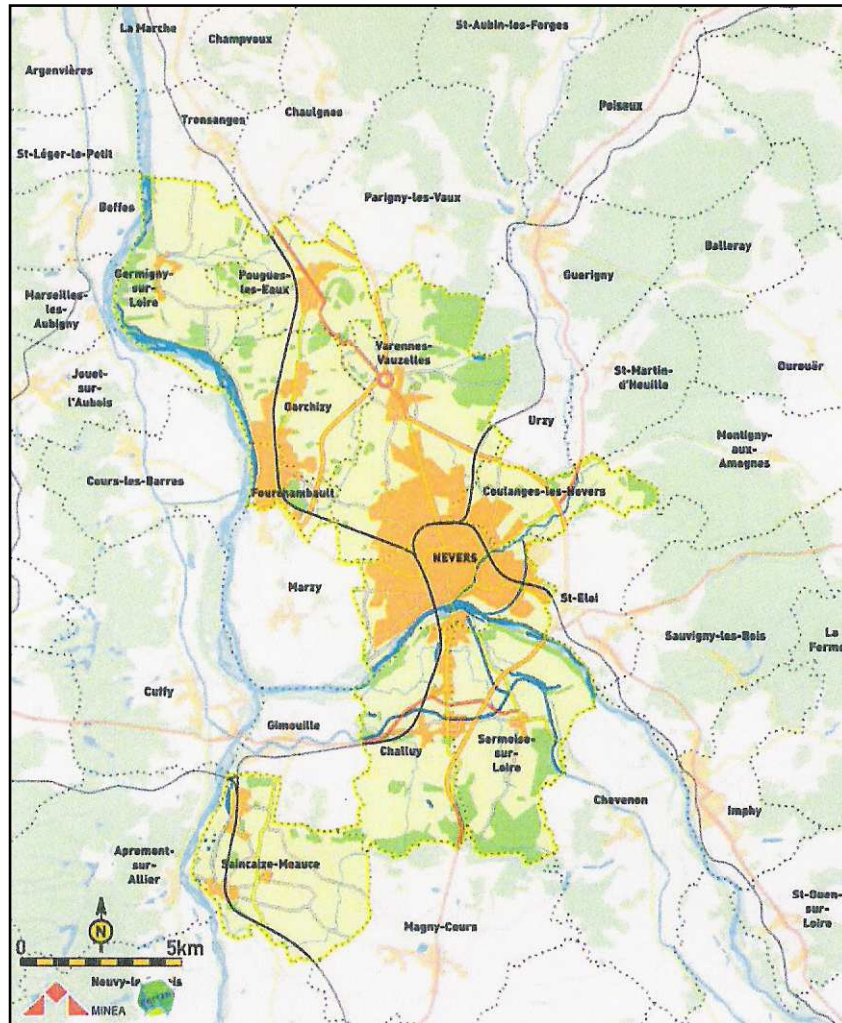 La Marche
Champvoux
St-Aubin-les-Forges
Argenvières
Poiseux
Tronsanges
Chaulgnes
St-Léger-le-Petit
Parigny-les-Vaux
Beffes
Balleray
Germigny-
sur-
Loire
Pougues-
les-Eaux
Guerigny
Marseilles-
les-
Aubigny
Varennes-
Vauzelles
Ourouër
St-Martin-
d'Heuille
Jouet-
sur-
l'Aubois
Garchizy
Urzy
Montigny-
aux-
Amognes
Cours-les-Barres
Fourchambault
Coulanges-les-Nevers
NEVERS
Marzy
St-Eloi
Sauvigny-les-Bois
La
Ferme
Cuffy
Gimouille
Challuy
Sermoise-
sur-
Loire
Chevenon
Imphy
Apremont-
sur-
Allier
Saincaize-Meauce
St-Ouen-
sur-
Loire
Magny-Cours
N
0 5km
MINEA